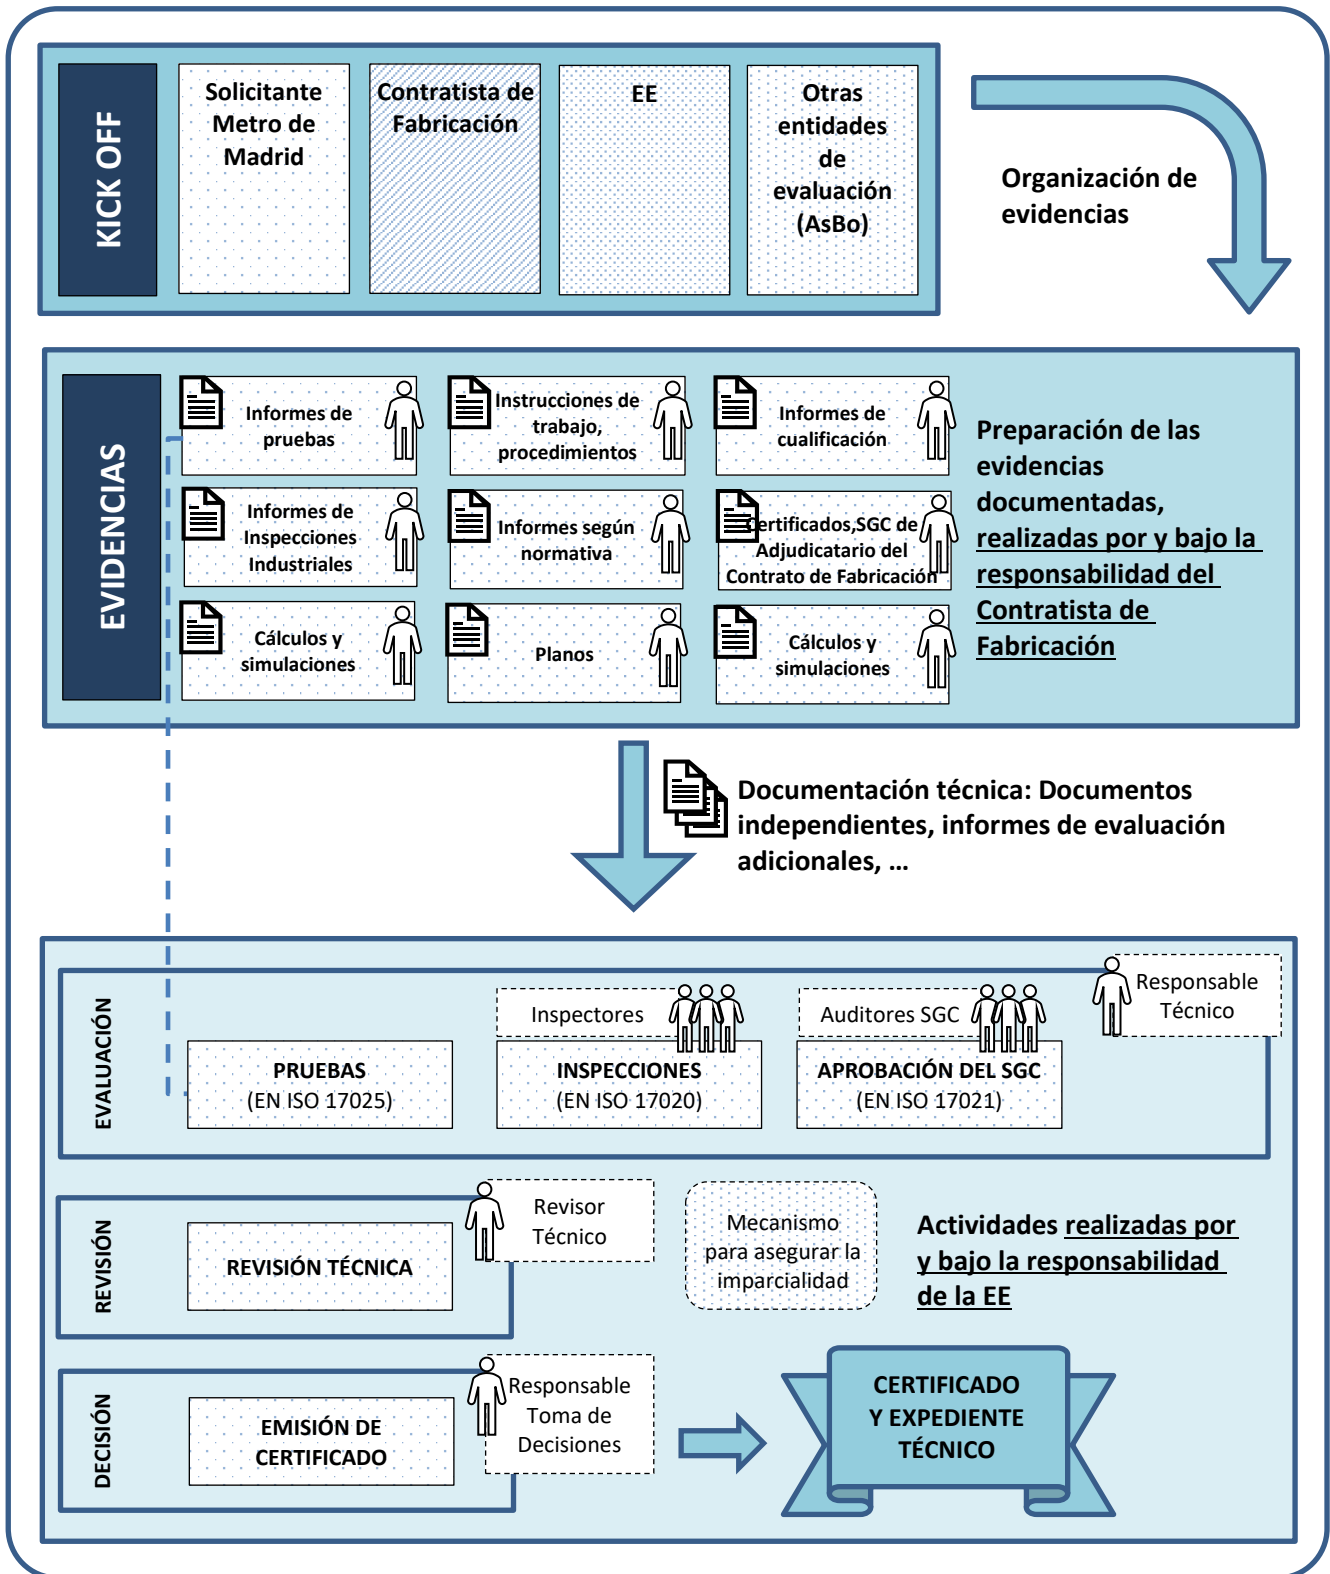 KICK OFF
Solicitante
Metro de
Madrid
Contratista de
Fabricación
EE
Otras
entidades
de
evaluación
(AsBo)
Organización de
evidencias
EVIDENCIAS
Informes de
pruebas
Instrucciones de
trabajo,
procedimientos
Informes de
cualificación
Informes de
Inspecciones
Industriales
Informes según
normativa
Certificados,SGC de
Adjudicatario del
Contrato de Fabricación
Cálculos y
simulaciones
Planos
Cálculos y
simulaciones
Preparación de las
evidencias
documentadas,
realizadas por y bajo la
responsabilidad del
Contratista de
Fabricación
Documentación técnica: Documentos
independientes, informes de evaluación
adicionales, ...
EVALUACIÓN
Responsable
Técnico
Inspectores
Auditores SGC
PRUEBAS
(EN ISO 17025)
INSPECCIONES
(EN ISO 17020)
APROBACIÓN DEL SGC
(EN ISO 17021)
REVISIÓN
REVISIÓN TÉCNICA
Revisor
Técnico
Mecanismo
para asegurar la
imparcialidad
Actividades realizadas por
y bajo la responsabilidad
de la EE
DECISIÓN
EMISIÓN DE
CERTIFICADO
Responsable
Toma de
Decisiones
CERTIFICADO
Y EXPEDIENTE
TÉCNICO